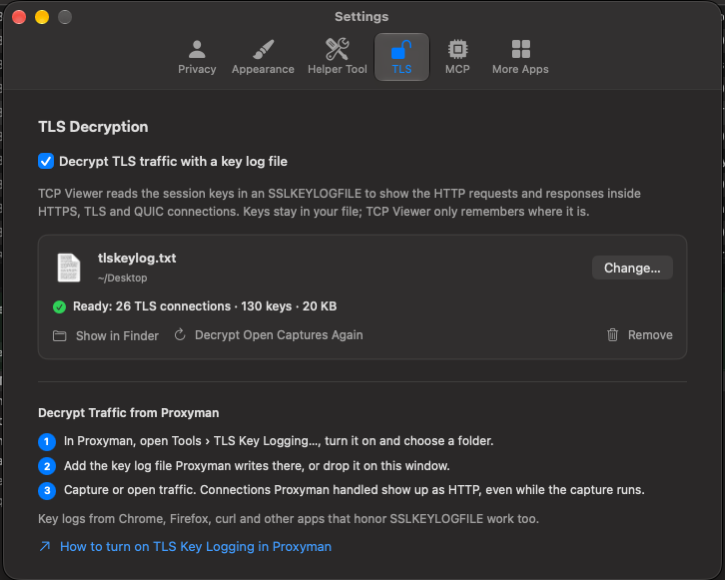 Settings
Privacy
Appearance
Helper Tool
TLS
MCP
More Apps
TLS Decryption
Decrypt TLS traffic with a key log file
TCP Viewer reads the session keys in an SSLKEYLOGFILE to show the HTTP requests and responses inside
HTTPS, TLS and QUIC connections. Keys stay in your file; TCP Viewer only remembers where it is.
tlskeylog.txt
~/Desktop
Change...
Ready: 26 TLS connections · 130 keys · 20 KB
Show in Finder
Decrypt Open Captures Again
Remove
Decrypt Traffic from Proxyman
1 In Proxyman, open Tools › TLS Key Logging..., turn it on and choose a folder.
2 Add the key log file Proxyman writes there, or drop it on this window.
3 Capture or open traffic. Connections Proxyman handled show up as HTTP, even while the capture runs.
Key logs from Chrome, Firefox, curl and other apps that honor SSLKEYLOGFILE work too.
How to turn on TLS Key Logging in Proxyman